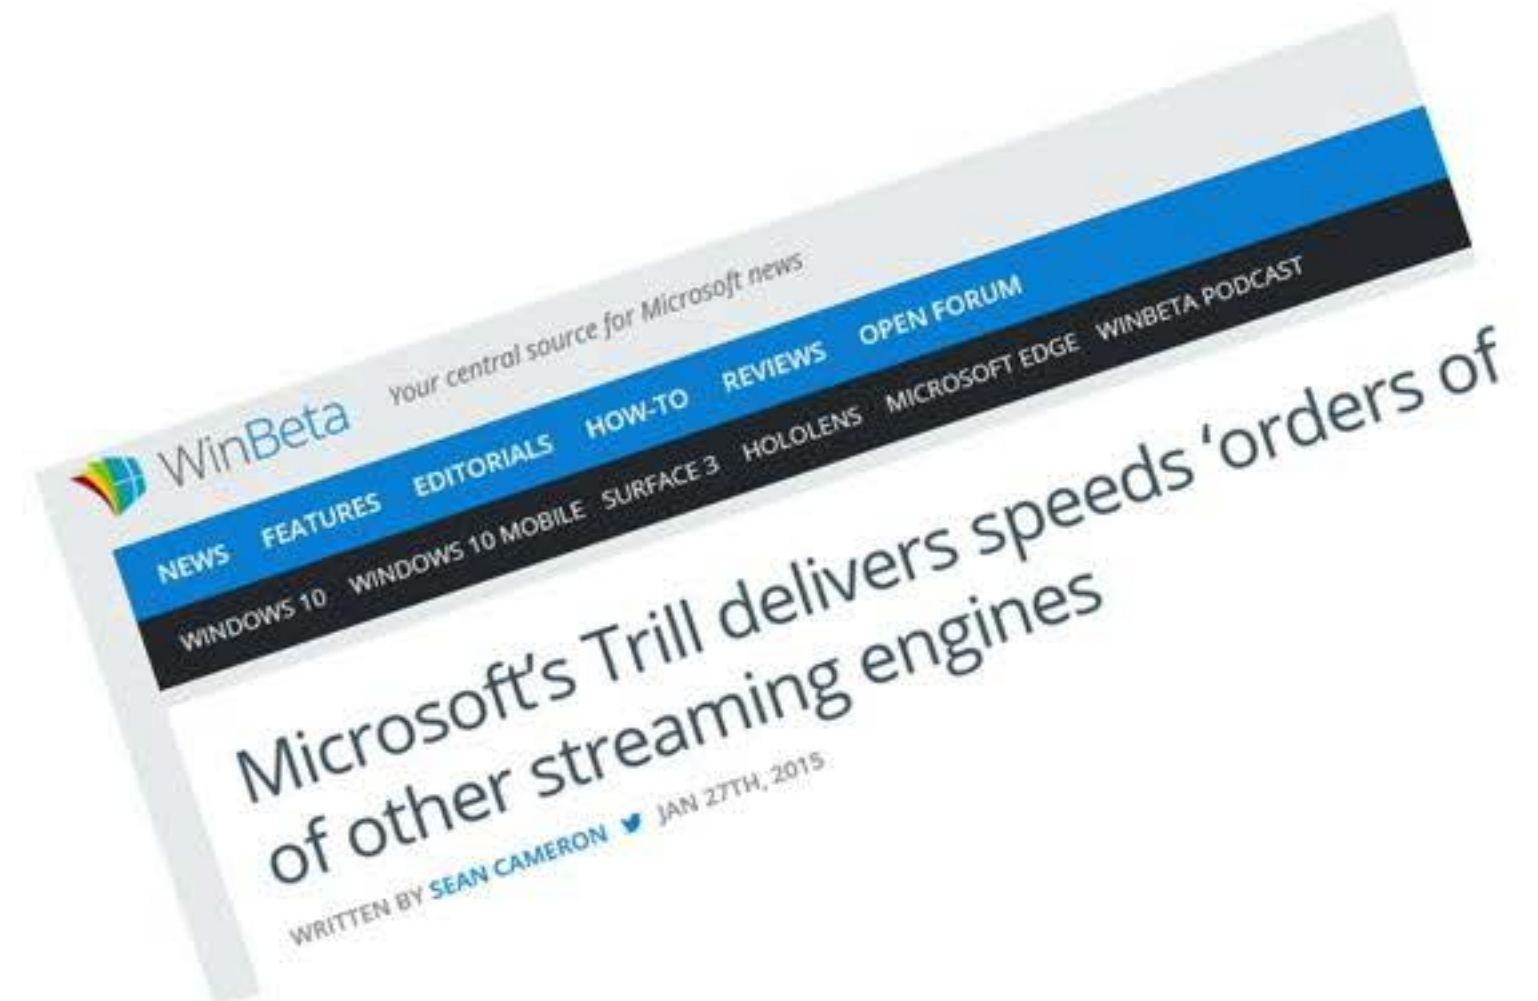 WinBeta Your central source for Microsoft news
NEWS FEATURES EDITORIALS HOW-TO REVIEWS OPEN FORUM
WINDOWS 10 WINDOWS 10 MOBILE SURFACE 3 HOLOLENS MICROSOFT EDGE WINBETA PODCAST
Microsoft's Trill delivers speeds ‘orders of
of other streaming engines
WRITTEN BY SEAN CAMERON JAN 27TH, 2015